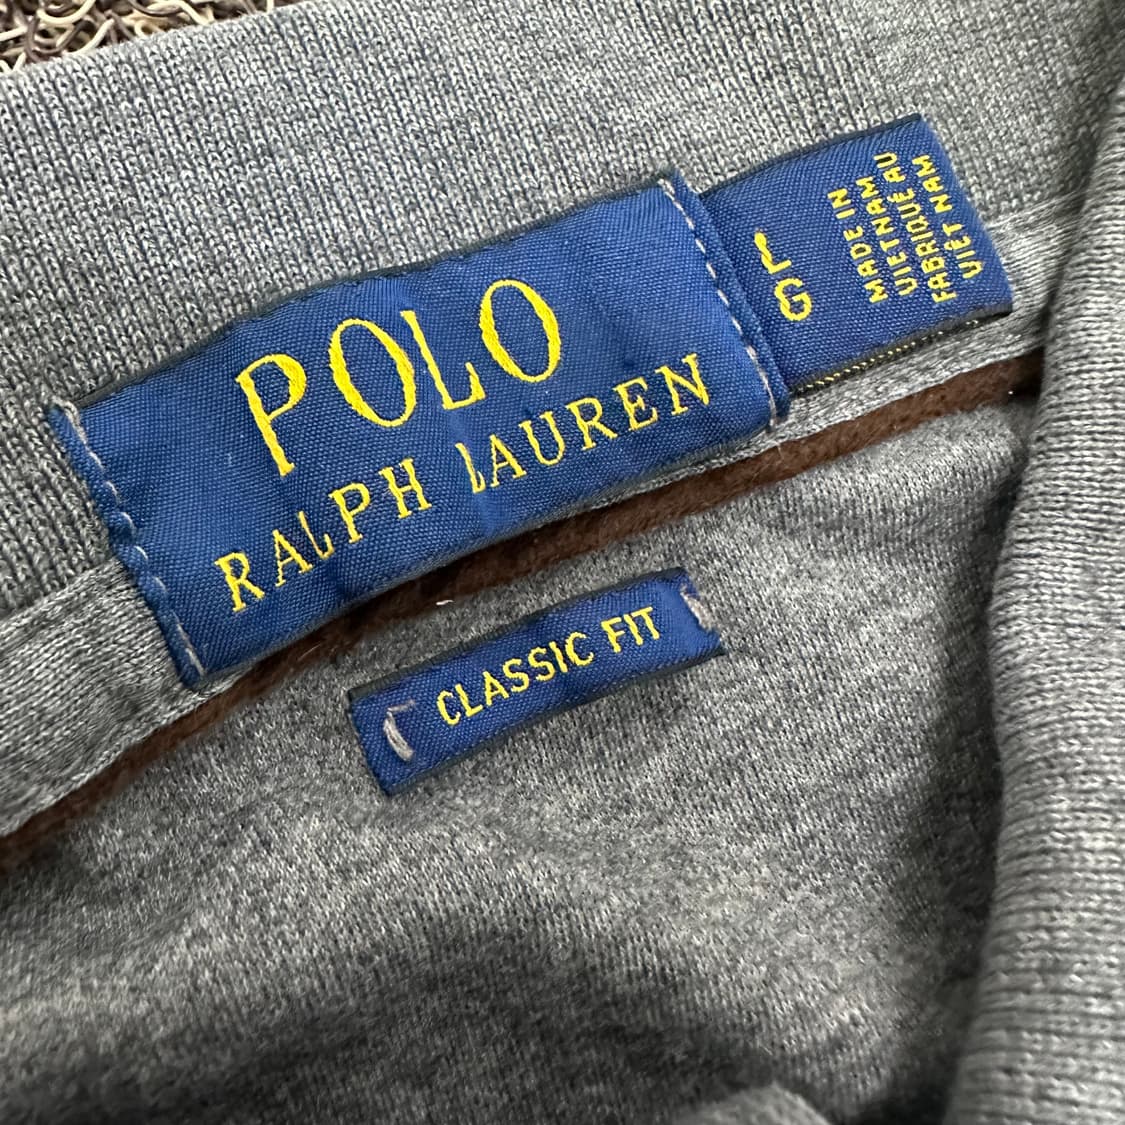 POLO
RALPH LAUREN
L
G
MADE IN
VIETNAM
FABRIQUÉ AU
VIÊT NAM
CLASSIC FIT